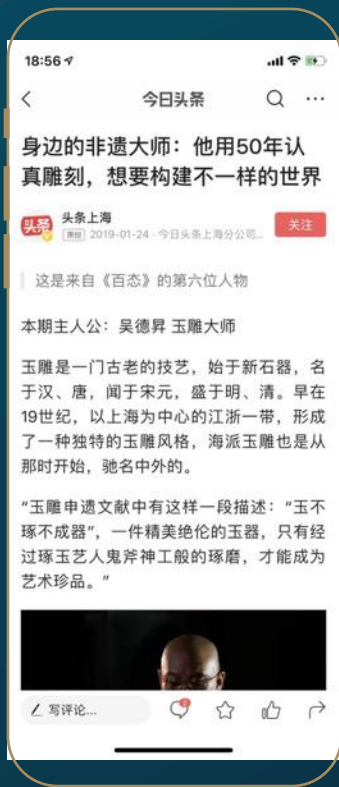 18:56
今日头条
身边的非遗大师：他用50年认
真雕刻，想要构建不一样的世界
头条
头条上海
原创 2019-01-24 · 今日头条上海分公司...
关注
这是来自《百态》的第六位人物
本期主人公：吴德昇 玉雕大师
玉雕是一门古老的技艺，始于新石器，名
于汉、唐，闻于宋元，盛于明、清。早在
19世纪，以上海为中心的江浙一带，形成
了一种独特的玉雕风格，海派玉雕也是从
那时开始，驰名中外的。
“玉雕申遗文献中有这样一段描述：“玉不
琢不成器”，一件精美绝伦的玉器，只有经
过琢玉艺人鬼斧神工般的琢磨，才能成为
艺术珍品。”
写评论...
2